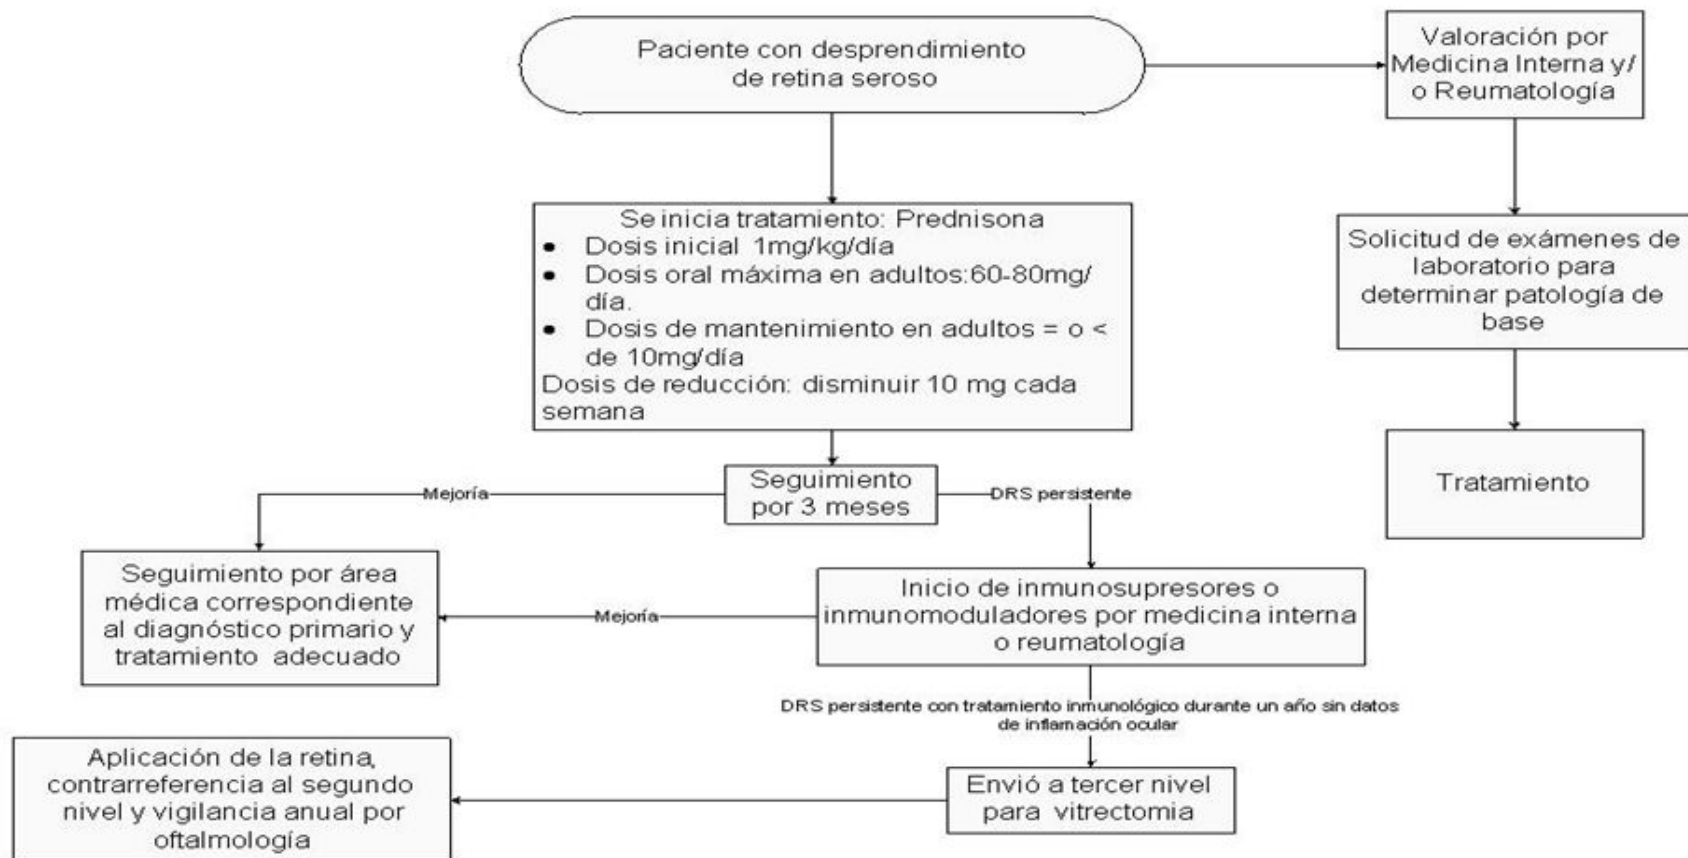 Paciente con desprendimiento
de retina seroso
Valoración por
Medicina Interna y/
o Reumatología
Se inicia tratamiento: Prednisona
• Dosis inicial 1mg/kg/día
• Dosis oral máxima en adultos:60-80mg/
día.
• Dosis de mantenimiento en adultos = o <
de 10mg/día
Dosis de reducción: disminuir 10 mg cada
semana
Solicitud de exámenes de
laboratorio para
determinar patología de
base
Tratamiento
Seguimiento
por 3 meses
Mejoría
DRS persistente
Seguimiento por área
médica correspondiente
al diagnóstico primario y
tratamiento adecuado
Mejoría
Inicio de inmunosupresores o
inmunomoduladores por medicina interna
o reumatología
DRS persistente con tratamiento inmunológico durante un año sin datos
de inflamación ocular
Envió a tercer nivel
para vitrectomia
Aplicación de la retina,
contrarreferencia al segundo
nivel y vigilancia anual por
oftalmología